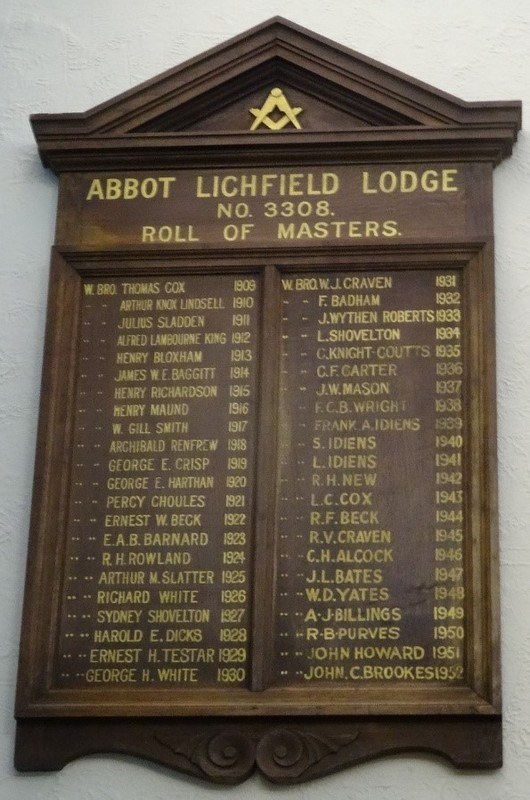 ABBOT LICHFIELD LODGE
NO. 3308.
ROLL OF MASTERS.
W. BRO. THOMAS COX 1909
" " ARTHUR KNOX LINDSELL 1910
" " JULIUS SLADDEN 1911
" " ALFRED LAMBOURNE KING 1912
" " HENRY BLOXHAM 1913
" " JAMES W. E. BAGGITT 1914
" " HENRY RICHARDSON 1915
" " HENRY MAUND 1916
" " W. GILL SMITH 1917
" " ARCHIBALD RENFREW 1918
" " GEORGE E. CRISP 1919
" " GEORGE E. HARTHAN 1920
" " PERCY CHOULES 1921
" " ERNEST W. BECK 1922
" " E.A.B. BARNARD 1923
" " R.H. ROWLAND 1924
" " ARTHUR M. SLATTER 1925
" " RICHARD WHITE 1926
" " SYDNEY SHOVELTON 1927
" " HAROLD E. DICKS 1928
" " ERNEST H. TESTAR 1929
" " GEORGE H. WHITE 1930
W. BRO. W. J. CRAVEN 1931
" " F. BADHAM 1932
" " J. WYTHEN ROBERTS 1933
" " L. SHOVELTON 1934
" " C. KNIGHT-COUTTS 1935
" " C.F. CARTER 1936
" " J.W. MASON 1937
" " F.C.B. WRIGHT 1938
" " FRANK A. IDIENS 1939
" " S. IDIENS 1940
" " L. IDIENS 1941
" " R.H. NEW 1942
" " L.C. COX 1943
" " R.F. BECK 1944
" " R.V. CRAVEN 1945
" " C.H. ALCOCK 1946
" " J.L. BATES 1947
" " W.D. YATES 1948
" " A·J·BILLINGS 1949
" " R·B·PURVES 1950
" " JOHN HOWARD 1951
" " JOHN. C. BROOKES 1952